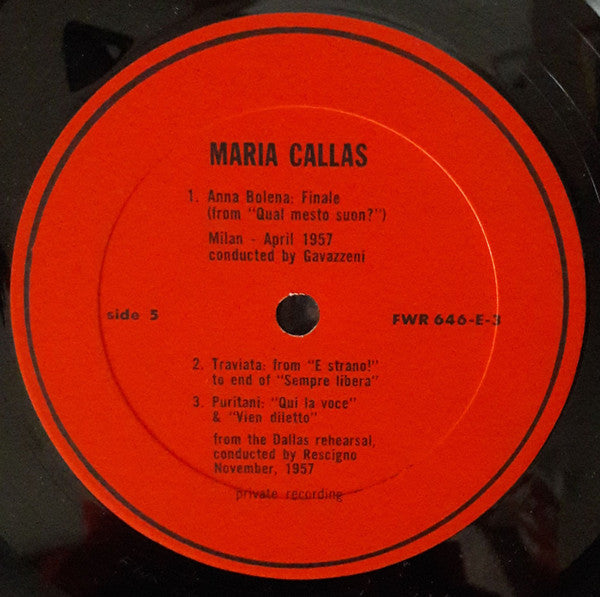 MARIA CALLAS
1. Anna Bolena: Finale
(from "Qual mesto suon?")
Milan - April 1957
conducted by Gavazzeni
side 5
FWR 646-E-3
2. Traviata: from "E strano!"
to end of "Sempre libera"
3. Puritani: "Qui la voce"
& "Vien diletto"
from the Dallas rehearsal,
conducted by Rescigno
November, 1957
private recording